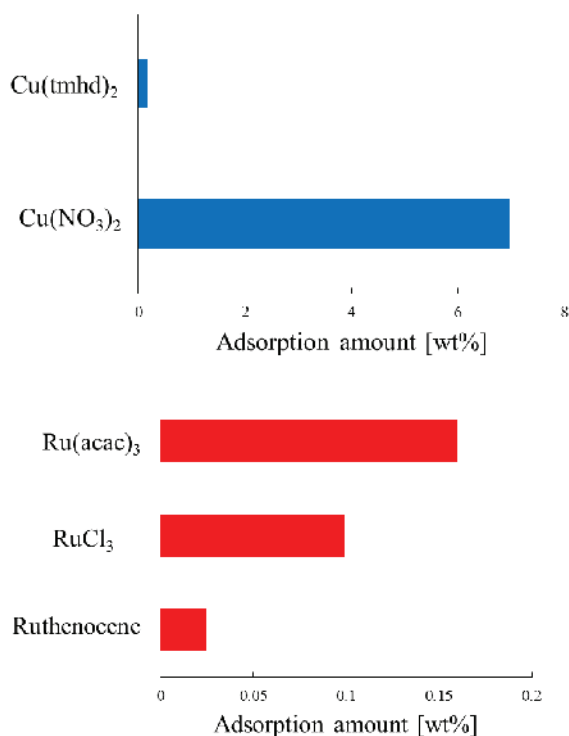 Cu(tmhd)₂
Cu(NO₃)₂
0 2 4 6 8
Adsorption amount [wt%]
Ru(acac)₃
RuCl₃
Ruthenocene
0 0.05 0.1 0.15 0.2
Adsorption amount [wt%]